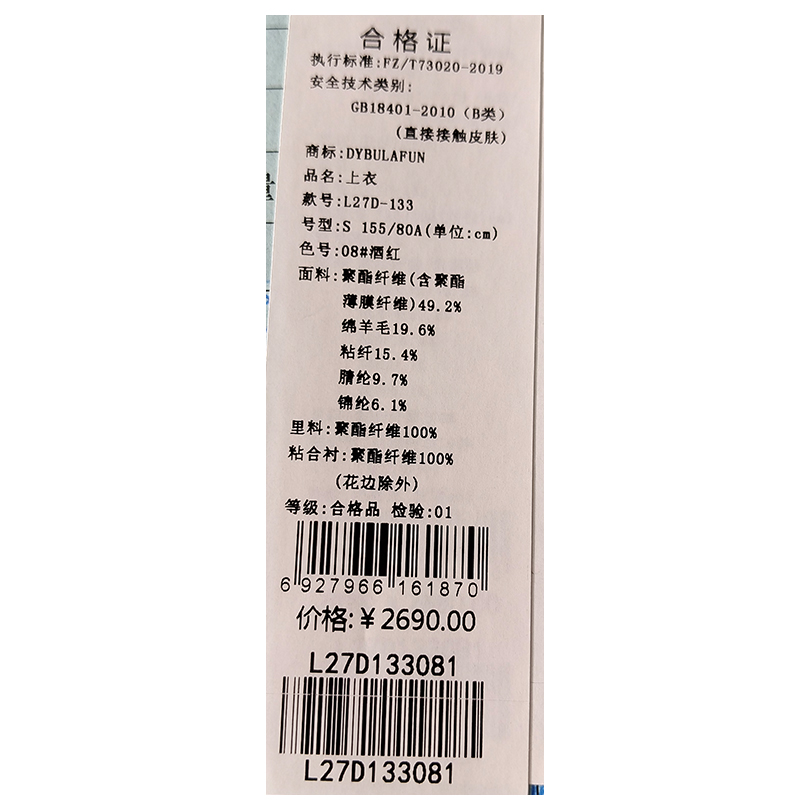 合格证
执行标准:FZ/T73020-2019
安全技术类别:
GB18401-2010(B类)
(直接接触皮肤)
商标:DYBULAFUN
品名:上衣
款号:L27D-133
号型:S 155/80A(单位:cm)
色号:08#酒红
面料:聚酯纤维(含聚酯
薄膜纤维)49.2%
绵羊毛19.6%
粘纤15.4%
腈纶9.7%
锦纶6.1%
里料:聚酯纤维100%
粘合衬:聚酯纤维100%
(花边除外)
等级:合格品 检验:01
6 927966 161870
价格:¥2690.00
L27D133081
L27D133081